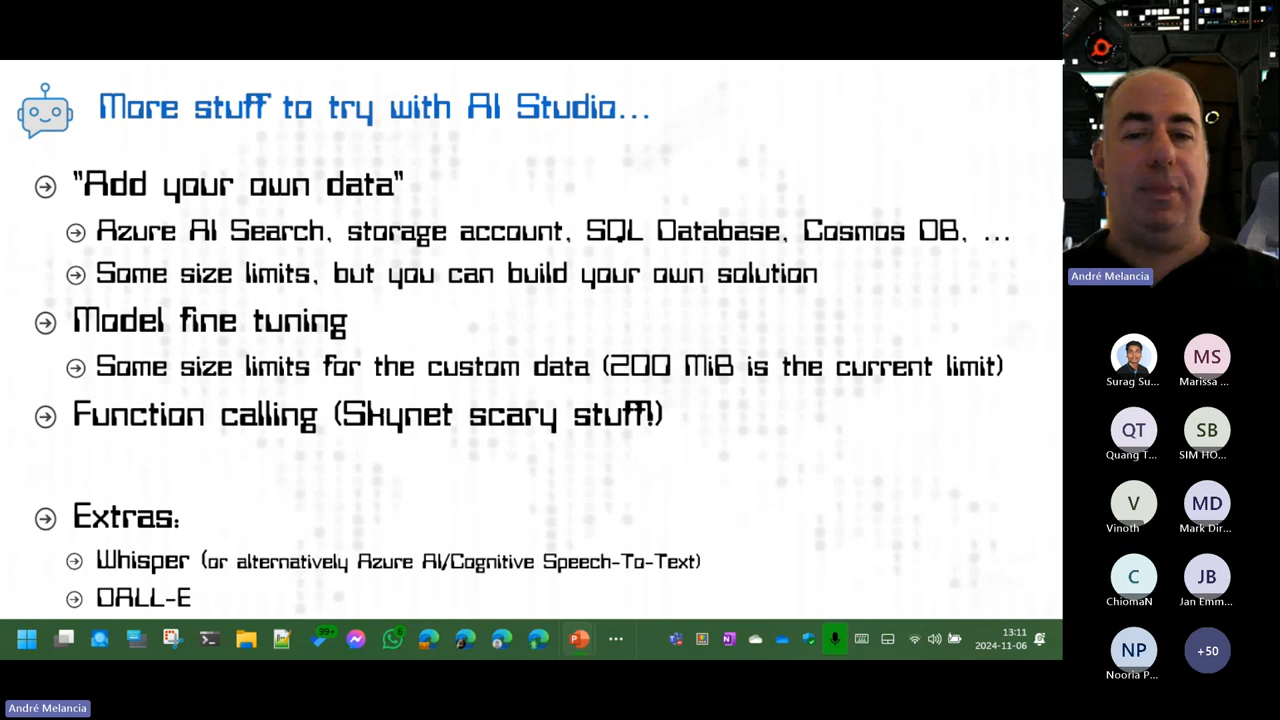 More stuff to try with AI Studio...
"Add your own data"
Azure AI Search, storage account, SQL Database, Cosmos DB, ...
Some size limits, but you can build your own solution
Model fine tuning
Some size limits for the custom data (200 MiB is the current limit)
Function calling (Skynet scary stuff!)
Extras:
Whisper (or alternatively Azure AI/Cognitive Speech-To-Text)
DALL-E
99+
6
13:11
2024-11-06
André Melancia
Surag Su...
MS
Marissa ...
QT
Quang T...
SB
SIM HO...
V
Vinoth
MD
Mark Dir...
C
ChiomaN
JB
Jan Emm...
NP
Nooria P...
+50
André Melancia